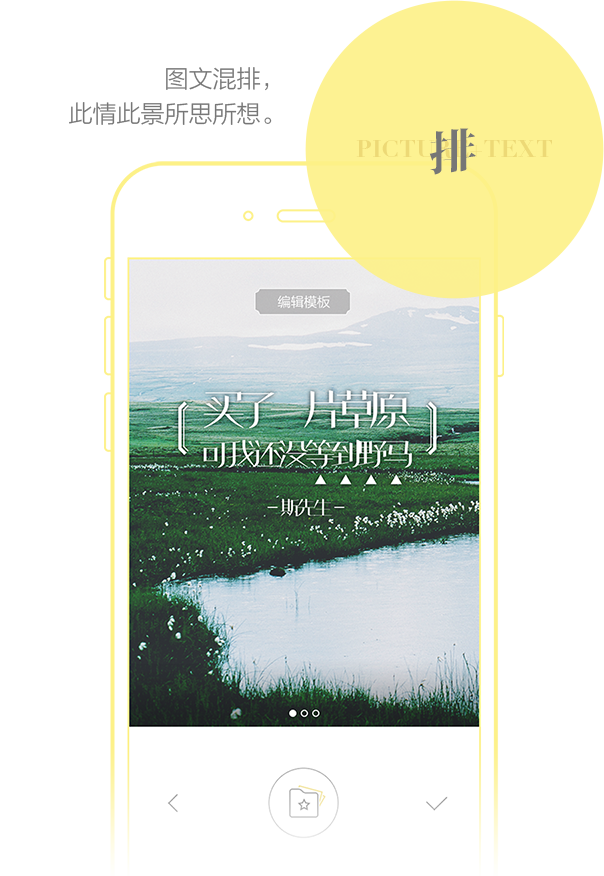 图文混排，
此情此景所思所想。
PICTU
排
-TEXT
编辑模板
买了一片草原
可我还没等到野马
-斯先生-